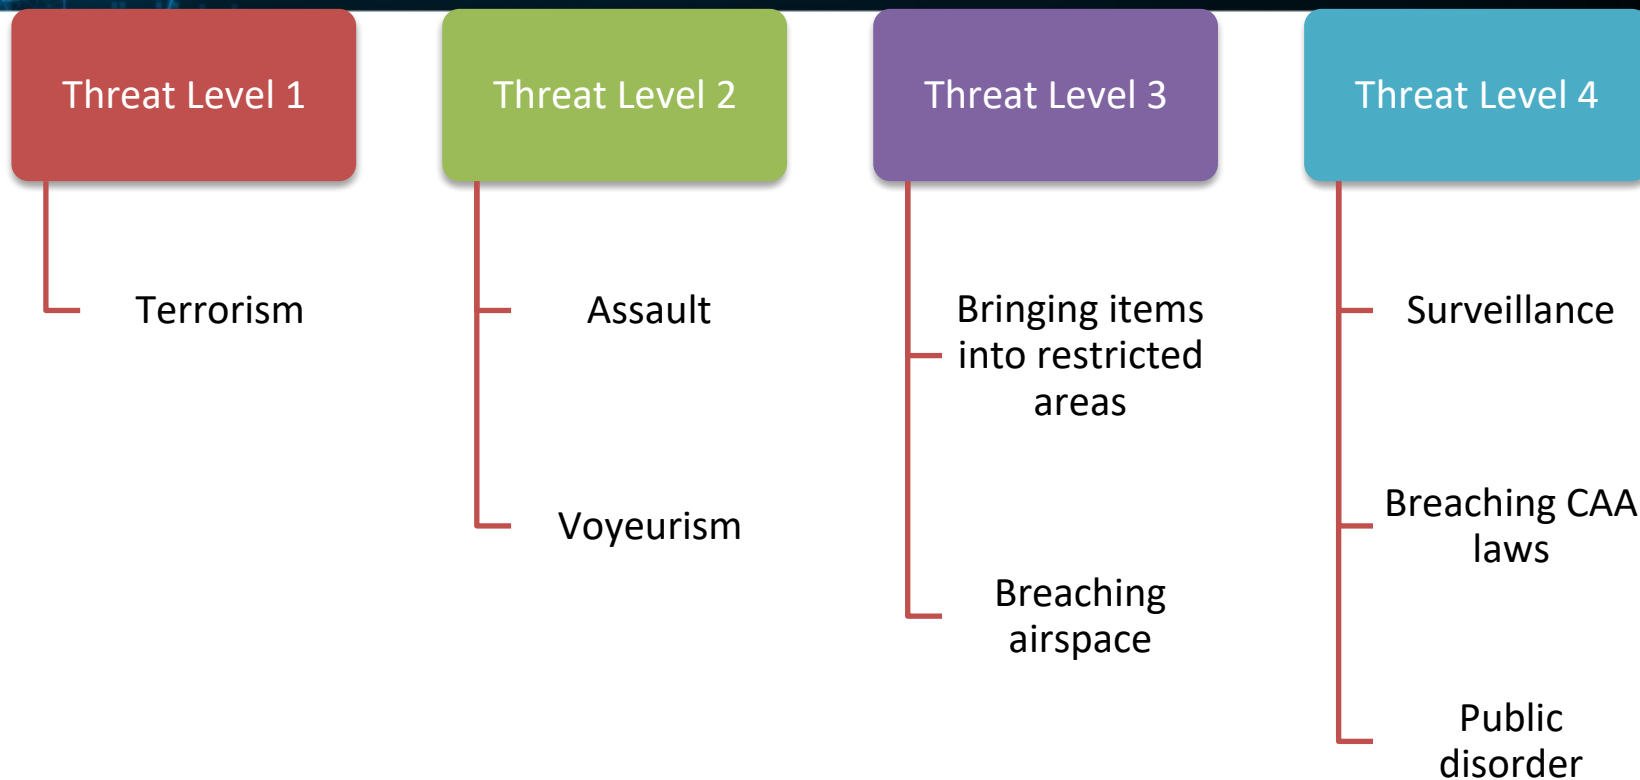 Threat Level 1
Terrorism
Threat Level 2
Assault
Voyeurism
Threat Level 3
Bringing items
into restricted
areas
Breaching
airspace
Threat Level 4
Surveillance
Breaching CAA
laws
Public
disorder